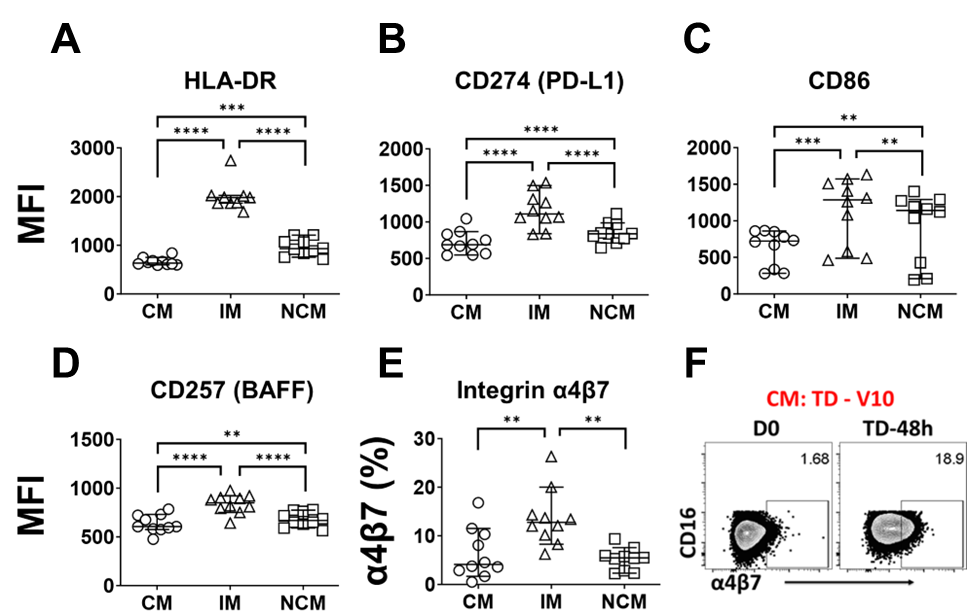 A
B
C
HLA-DR
CD274 (PD-L1)
CD86
***
****
****
****
****
****
**
***
**
MFI
3000
2000
1000
0
CM
IM
NCM
2000
1500
1000
500
0
CM
IM
NCM
2000
1500
1000
500
0
CM
IM
NCM
D
E
F
CD257 (BAFF)
Integrin α4β7
CM: TD - V10
D0
TD-48h
**
****
****
**
**
MFI
1500
1000
500
0
CM
IM
NCM
α4β7 (%)
30
20
10
0
CM
IM
NCM
1.68
18.9
CD16
α4β7